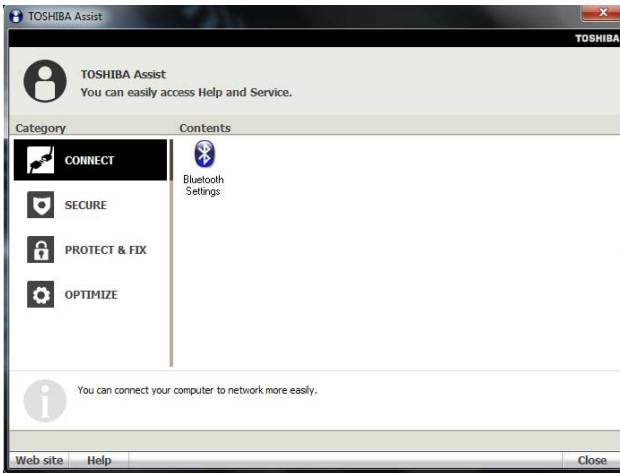 TOSHIBA Assist
TOSHIBA
TOSHIBA Assist
You can easily access Help and Service.
Category
Contents
CONNECT
SECURE
PROTECT & FIX
OPTIMIZE
Bluetooth
Settings
You can connect your computer to network more easily.
Web site
Help
Close